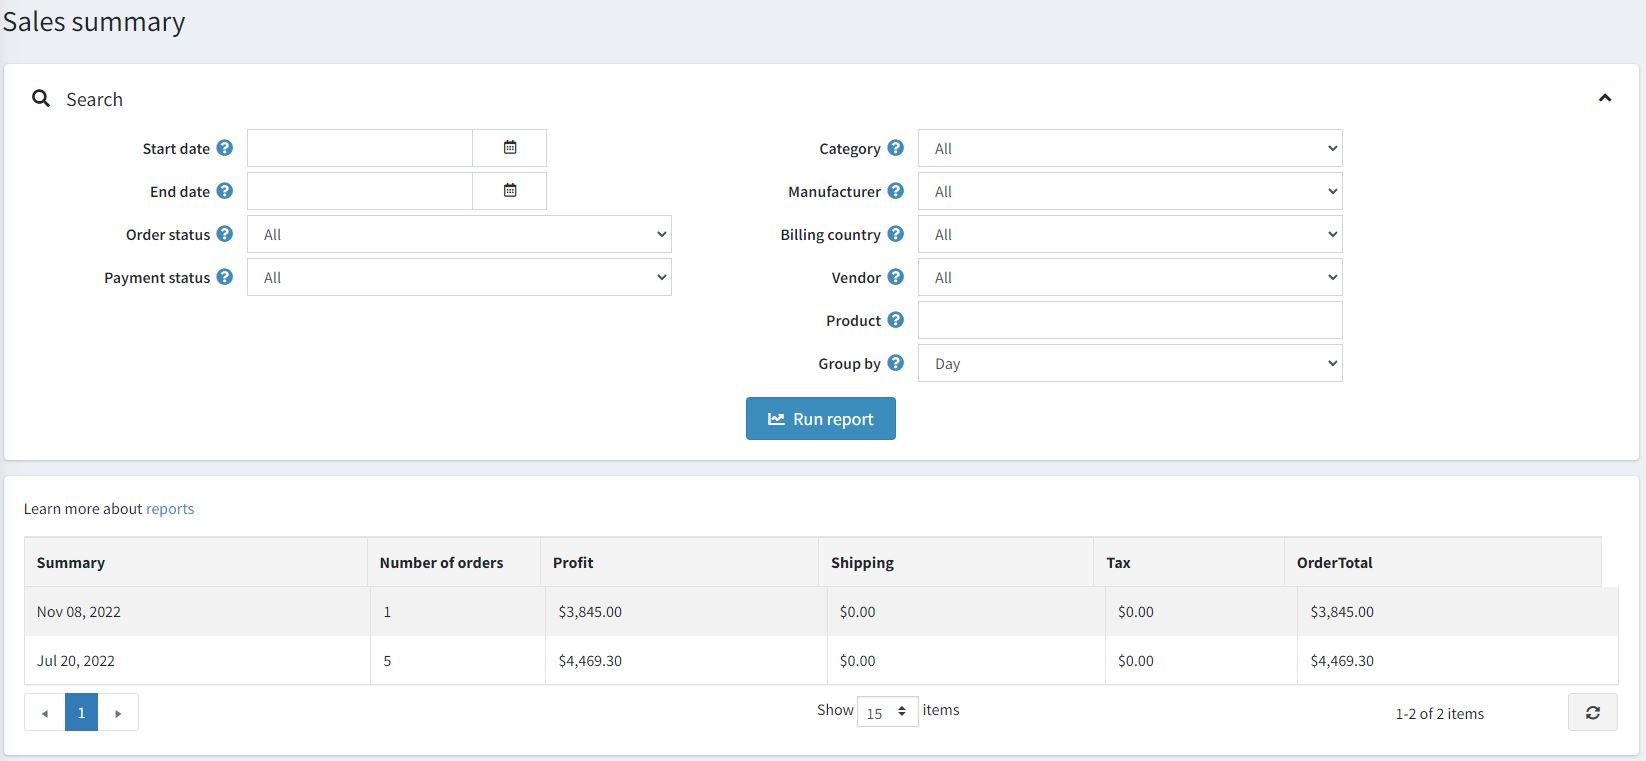 Sales summary
Search
Start date
End date
Order status All
Payment status All
Category All
Manufacturer All
Billing country All
Vendor All
Product
Group by Day
Run report
Learn more about reports
Summary Number of orders Profit Shipping Tax OrderTotal
Nov 08, 2022 1 $3,845.00 $0.00 $0.00 $3,845.00
Jul 20, 2022 5 $4,469.30 $0.00 $0.00 $4,469.30
1 Show 15 items 1-2 of 2 items